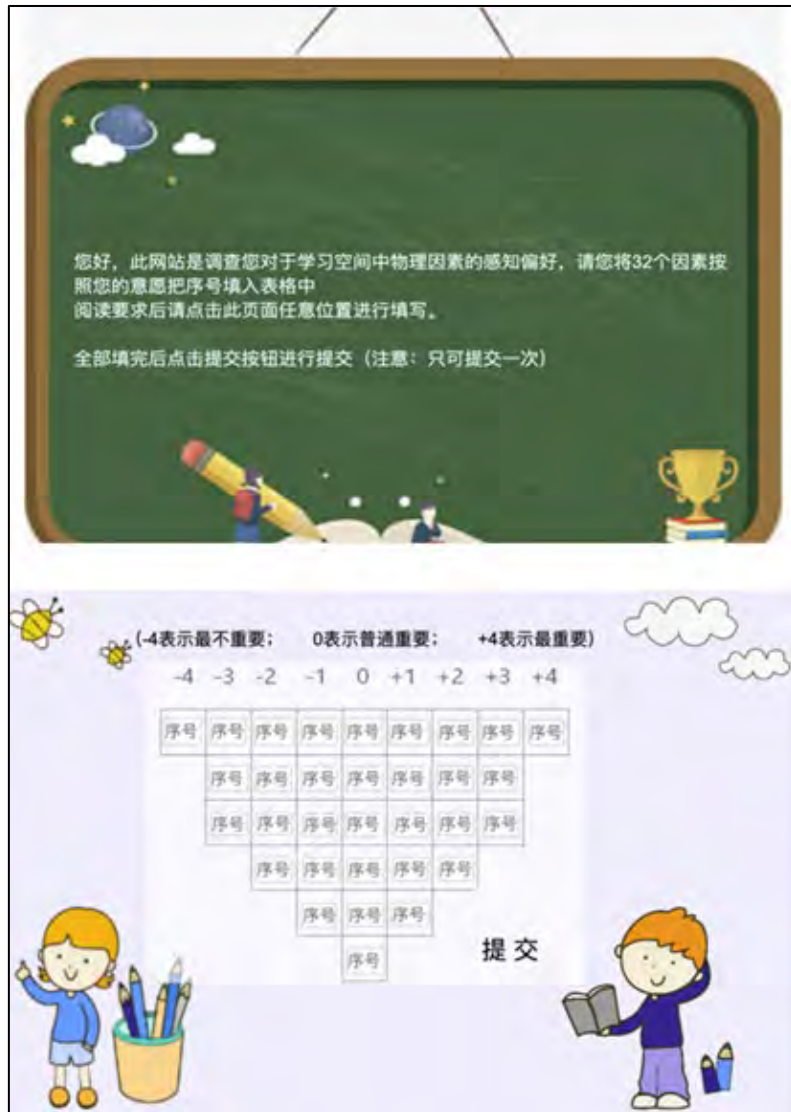 您好，此网站是调查您对于学习空间中物理因素的感知偏好，请您将32个因素按
照您的意愿把序号填入表格中
阅读要求后请点击此页面任意位置进行填写。
全部填完后点击提交按钮进行提交（注意：只可提交一次）
（-4表示最不重要； 0表示普通重要； +4表示最重要）
-4 -3 -2 -1 0 +1 +2 +3 +4
序号 序号 序号 序号 序号 序号 序号 序号 序号
序号 序号 序号 序号 序号 序号 序号
序号 序号 序号 序号 序号 序号 序号
序号 序号 序号 序号 序号
序号 序号 序号
序号
提 交